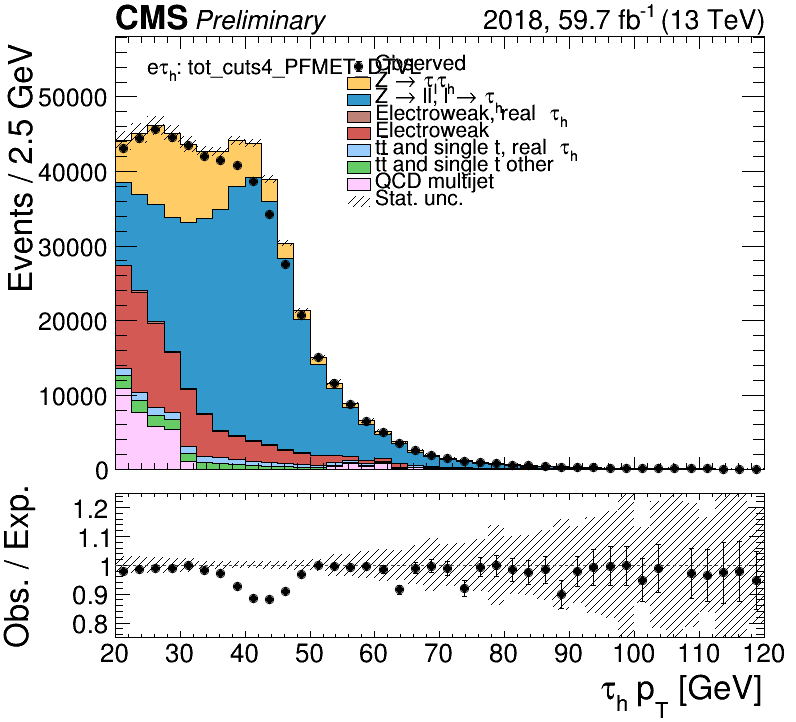 CMS Preliminary 2018, 59.7 fb⁻¹ (13 TeV)
eτh: tot_cuts4_PFMET DTVL
Observed
Z → τlτh
Z → ll, l → τh
Electroweak, real τh
Electroweak
tt̄ and single t, real τh
tt̄ and single t other
QCD multijet
Stat. unc.
Events / 2.5 GeV
50000
40000
30000
20000
10000
0
Obs. / Exp.
1.2
1.1
1
0.9
0.8
20 30 40 50 60 70 80 90 100 110 120
τh pT [GeV]